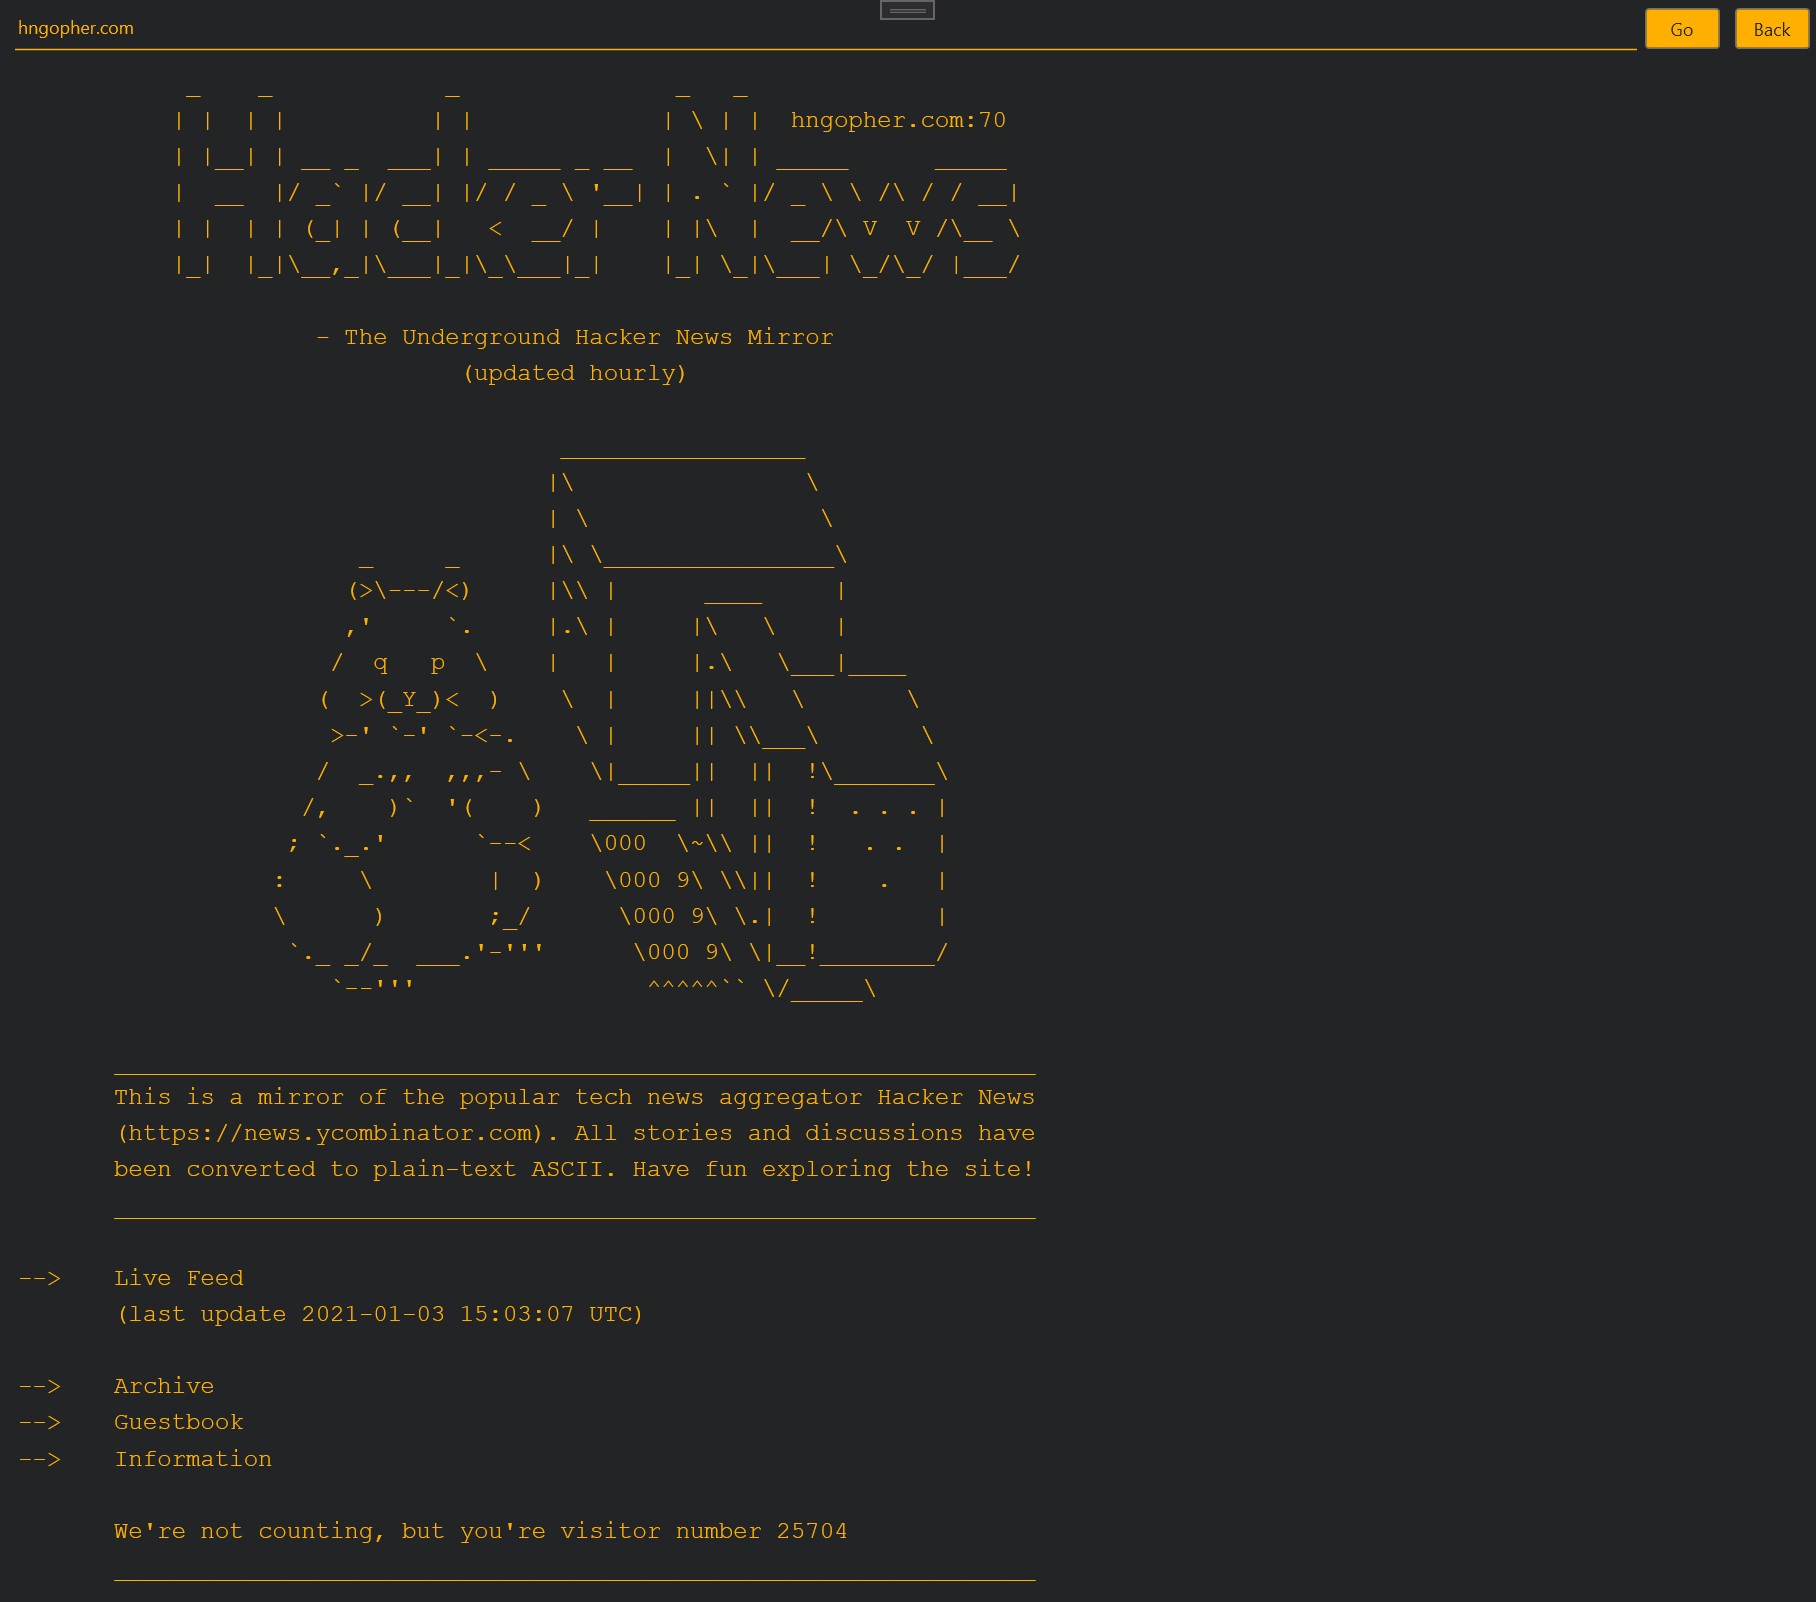 hngopher.com
Go
Back
hngopher.com:70
Hacker News
- The Underground Hacker News Mirror
(updated hourly)
This is a mirror of the popular tech news aggregator Hacker News
(https://news.ycombinator.com). All stories and discussions have
been converted to plain-text ASCII. Have fun exploring the site!
--> Live Feed
(last update 2021-01-03 15:03:07 UTC)
--> Archive
--> Guestbook
--> Information
We're not counting, but you're visitor number 25704